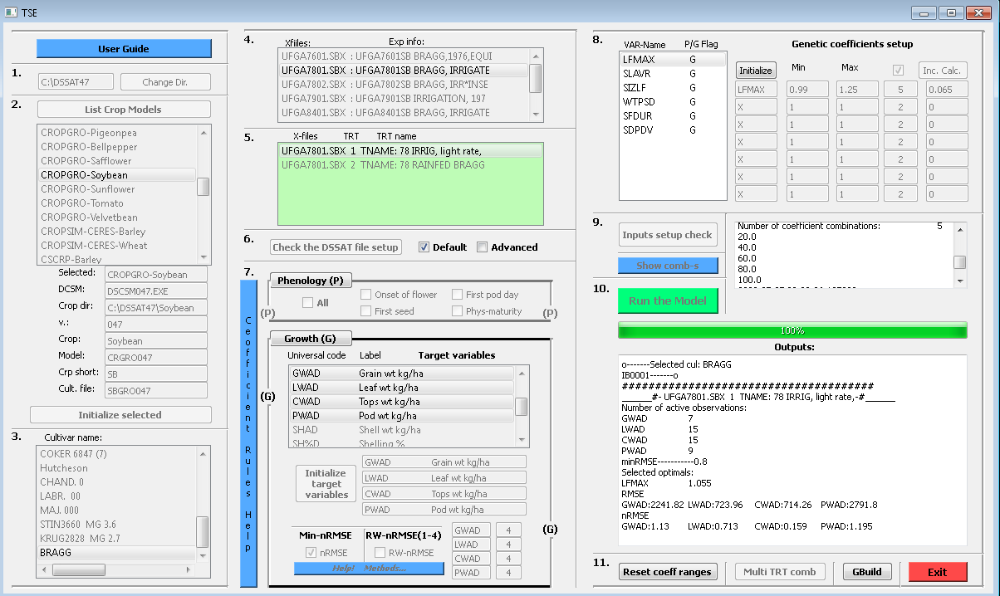 TSE
User Guide
1.
C:\DSSAT47
Change Dir.
2.
List Crop Models
CROPGRO-Pigeonpea
CROPGRO-Bellpepper
CROPGRO-Safflower
CROPGRO-Soybean
CROPGRO-Sunflower
CROPGRO-Tomato
CROPGRO-Velvetbean
CROPSIM-CERES-Barley
CROPSIM-CERES-Wheat
CSCRP-Barley
Selected: CROPGRO-Soybean
DCSM: DSCSM047.EXE
Crop dir: C:\DSSAT47\Soybean
v.: 047
Crop: Soybean
Model: CRGRO047
Crp short: SB
Cult. file: SBGRO047
Initialize selected
3.
Cultivar name:
COKER 6847 (7)
Hutcheson
CHAND. 0
LABR. 00
MAJ. 000
STIN3660 MG 3.6
KRUG2828 MG 2.7
BRAGG
4.
Xfiiles: Exp info:
UFGA7601.SBX : UFGA7601SB BRAGG,1976,EQUI
UFGA7801.SBX : UFGA7801SB BRAGG, IRRIGATE
UFGA7802.SBX : UFGA7802SB BRAGG, IRR*INSE
UFGA7901.SBX : UFGA7901SB IRRIGATION, 197
UFGA8401.SBX : UFGA8401SB BRAGG, IRRIGATE
5.
X-files TRT TRT name
UFGA7801.SBX 1 TNAME: 78 IRRIG, light rate,
UFGA7801.SBX 2 TNAME: 78 RAINFED BRAGG
6.
Check the DSSAT file setup
Default
Advanced
7.
Ceofficient Rules Help
Phenology (P)
(P)
All
Onset of flower
First pod day
First seed
Phys-maturity
(P)
Growth (G)
(G)
Universal code Label Target variables
GWAD Grain wt kg/ha
LWAD Leaf wt kg/ha
CWAD Tops wt kg/ha
PWAD Pod wt kg/ha
SHAD Shell wt kg/ha
SH%D Shelling %
Initialize
target
variables
GWAD Grain wt kg/ha
LWAD Leaf wt kg/ha
CWAD Tops wt kg/ha
PWAD Pod wt kg/ha
Min-nRMSE
nRMSE
RW-nRMSE(1-4)
RW-nRMSE
Help! Methods...
GWAD 4
LWAD 4
CWAD 4
PWAD 4
(G)
8.
VAR-Name P/G Flag
LFMAX G
SLAVR G
SIZLF G
WTPSD G
SFDUR G
SDPDV G
Genetic coefficients setup
Initialize Min Max Inc. Calc.
LFMAX 0.99 1.25 5 0.065
X 1 1 2 0
X 1 1 2 0
X 1 1 2 0
X 1 1 2 0
X 1 1 2 0
X 1 1 2 0
9.
Inputs setup check
Show comb-s
Number of coefficient combinations: 5
20.0
40.0
60.0
80.0
100.0
10.
Run the Model
100%
Outputs:
o-------Selected cul: BRAGG
IB0001-------o
########################################
______#- UFGA7801.SBX 1 TNAME: 78 IRRIG, light rate,-#______
Number of active observations:
GWAD 7
LWAD 15
CWAD 15
PWAD 9
minRMSE-----------0.8
Selected optimals:
LFMAX 1.055
RMSE
GWAD:2241.82 LWAD:723.96 CWAD:714.26 PWAD:2791.8
nRMSE
GWAD:1.13 LWAD:0.713 CWAD:0.159 PWAD:1.195
11.
Reset coeff ranges
Multi TRT comb
GBuild
Exit